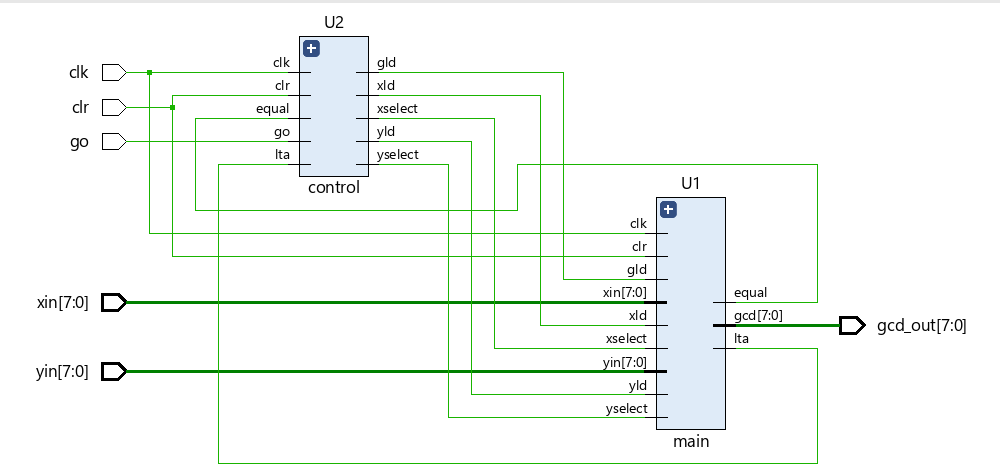 U2
clk
clr
equal
go
lta
gld
xld
xselect
yld
yselect
control
clk
clr
go
xin[7:0]
yin[7:0]
U1
clk
clr
gld
xin[7:0]
xld
xselect
yin[7:0]
yld
yselect
equal
gcd[7:0]
lta
main
gcd_out[7:0]